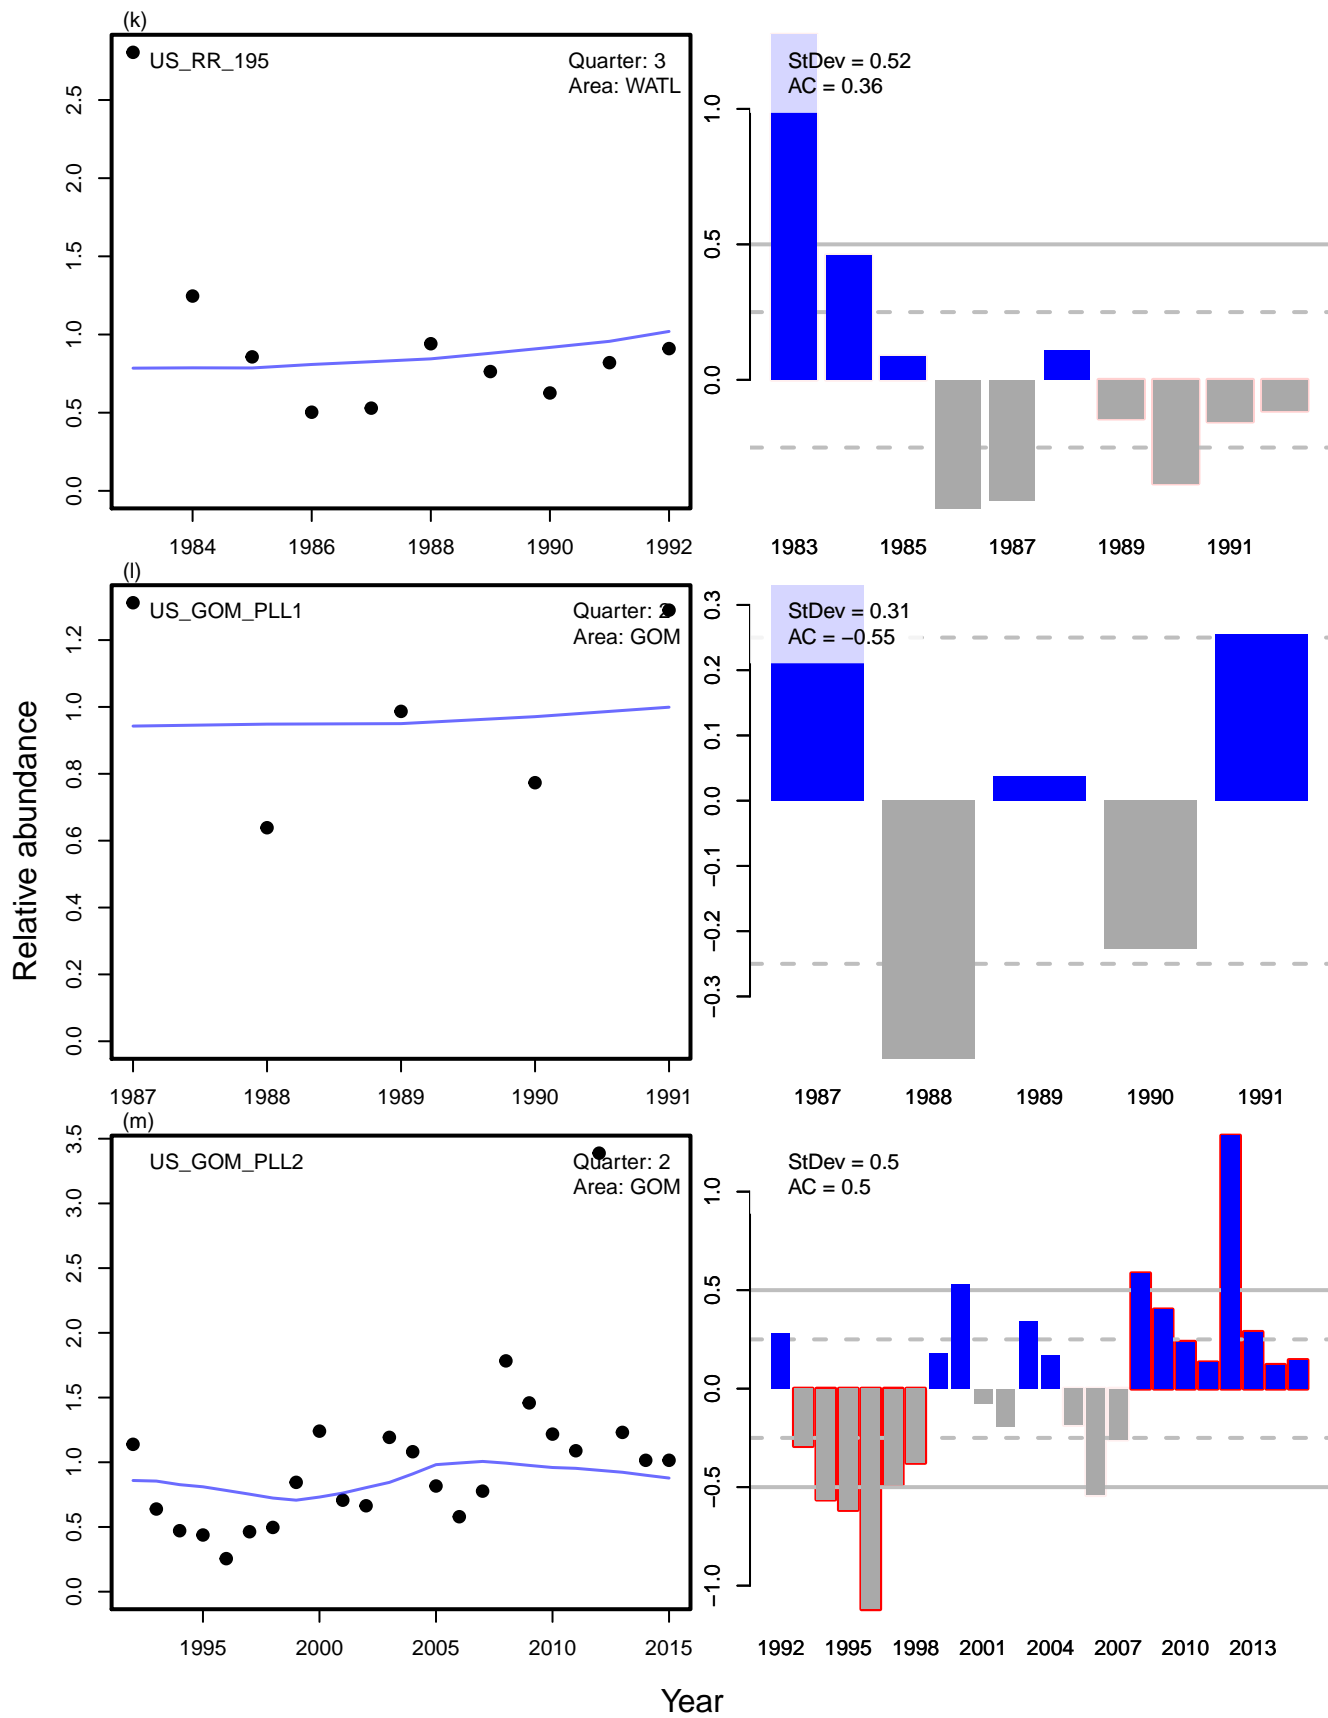 (k)
US_RR_195
Quarter: 3
Area: WATL
2.5
2.0
1.5
1.0
0.5
0.0
1984 1986 1988 1990 1992
StDev = 0.52
AC = 0.36
1.0
0.5
0.0
1983 1985 1987 1989 1991
(l)
US_GOM_PLL1
Quarter: 2
Area: GOM
1.2
1.0
0.8
0.6
0.4
0.2
0.0
1987 1988 1989 1990 1991
StDev = 0.31
AC = −0.55
0.3
0.2
0.1
0.0
−0.1
−0.2
−0.3
1987 1988 1989 1990 1991
Relative abundance
(m)
US_GOM_PLL2
Quarter: 2
Area: GOM
3.5
3.0
2.5
2.0
1.5
1.0
0.5
0.0
1995 2000 2005 2010 2015
StDev = 0.5
AC = 0.5
1.0
0.5
0.0
−0.5
−1.0
1992 1995 1998 2001 2004 2007 2010 2013
Year